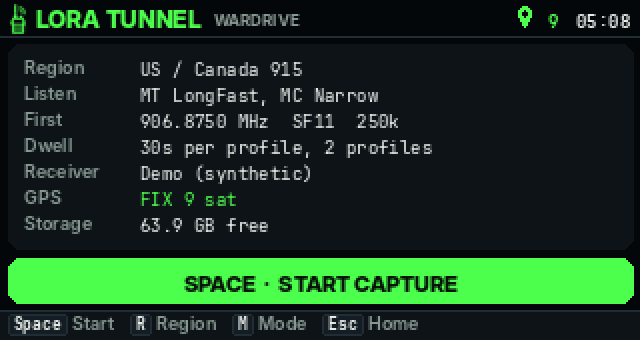 LORA TUNNEL WARDRIVE 9 05:08
Region US / Canada 915
Listen MT LongFast, MC Narrow
First 906.8750 MHz SF11 250k
Dwell 30s per profile, 2 profiles
Receiver Demo (synthetic)
GPS FIX 9 sat
Storage 63.9 GB free
SPACE · START CAPTURE
Space Start R Region M Mode Esc Home